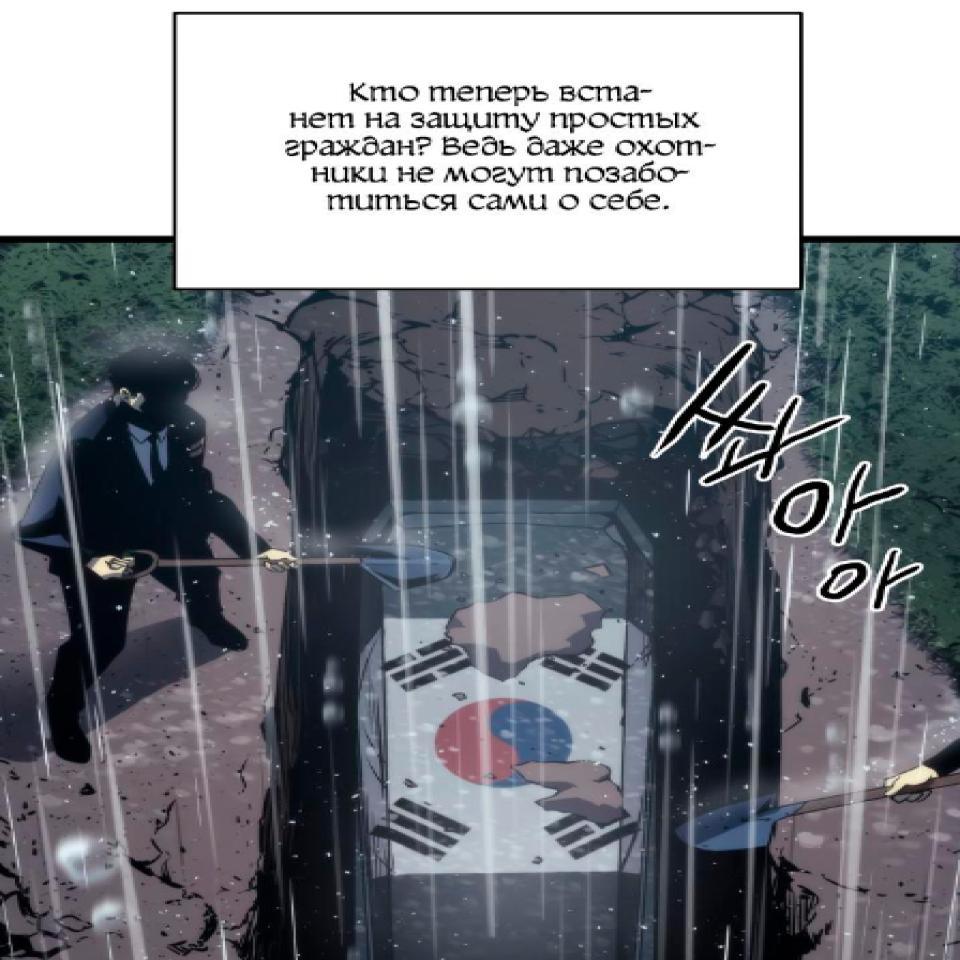 Кто теперь вста-
нет на защиту простых
граждан? Ведь даже охот-
ники не могут позабо-
титься сами о себе.
쏴
아
아